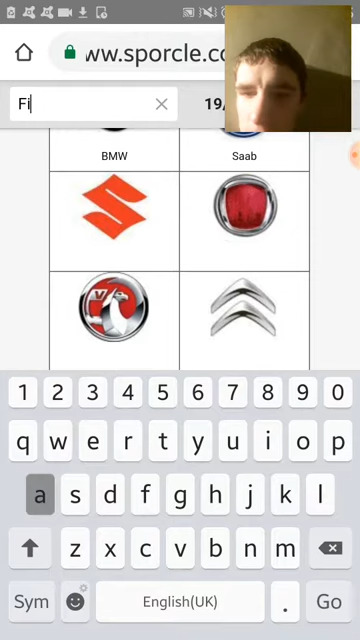 www.sporcle.co
Fi
19/
BMW
Saab
V
1 2 3 4 5 6 7 8 9 0
q w e r t y u i o p
a s d f g h j k l
z x c v b n m
Sym
English(UK)
.
Go